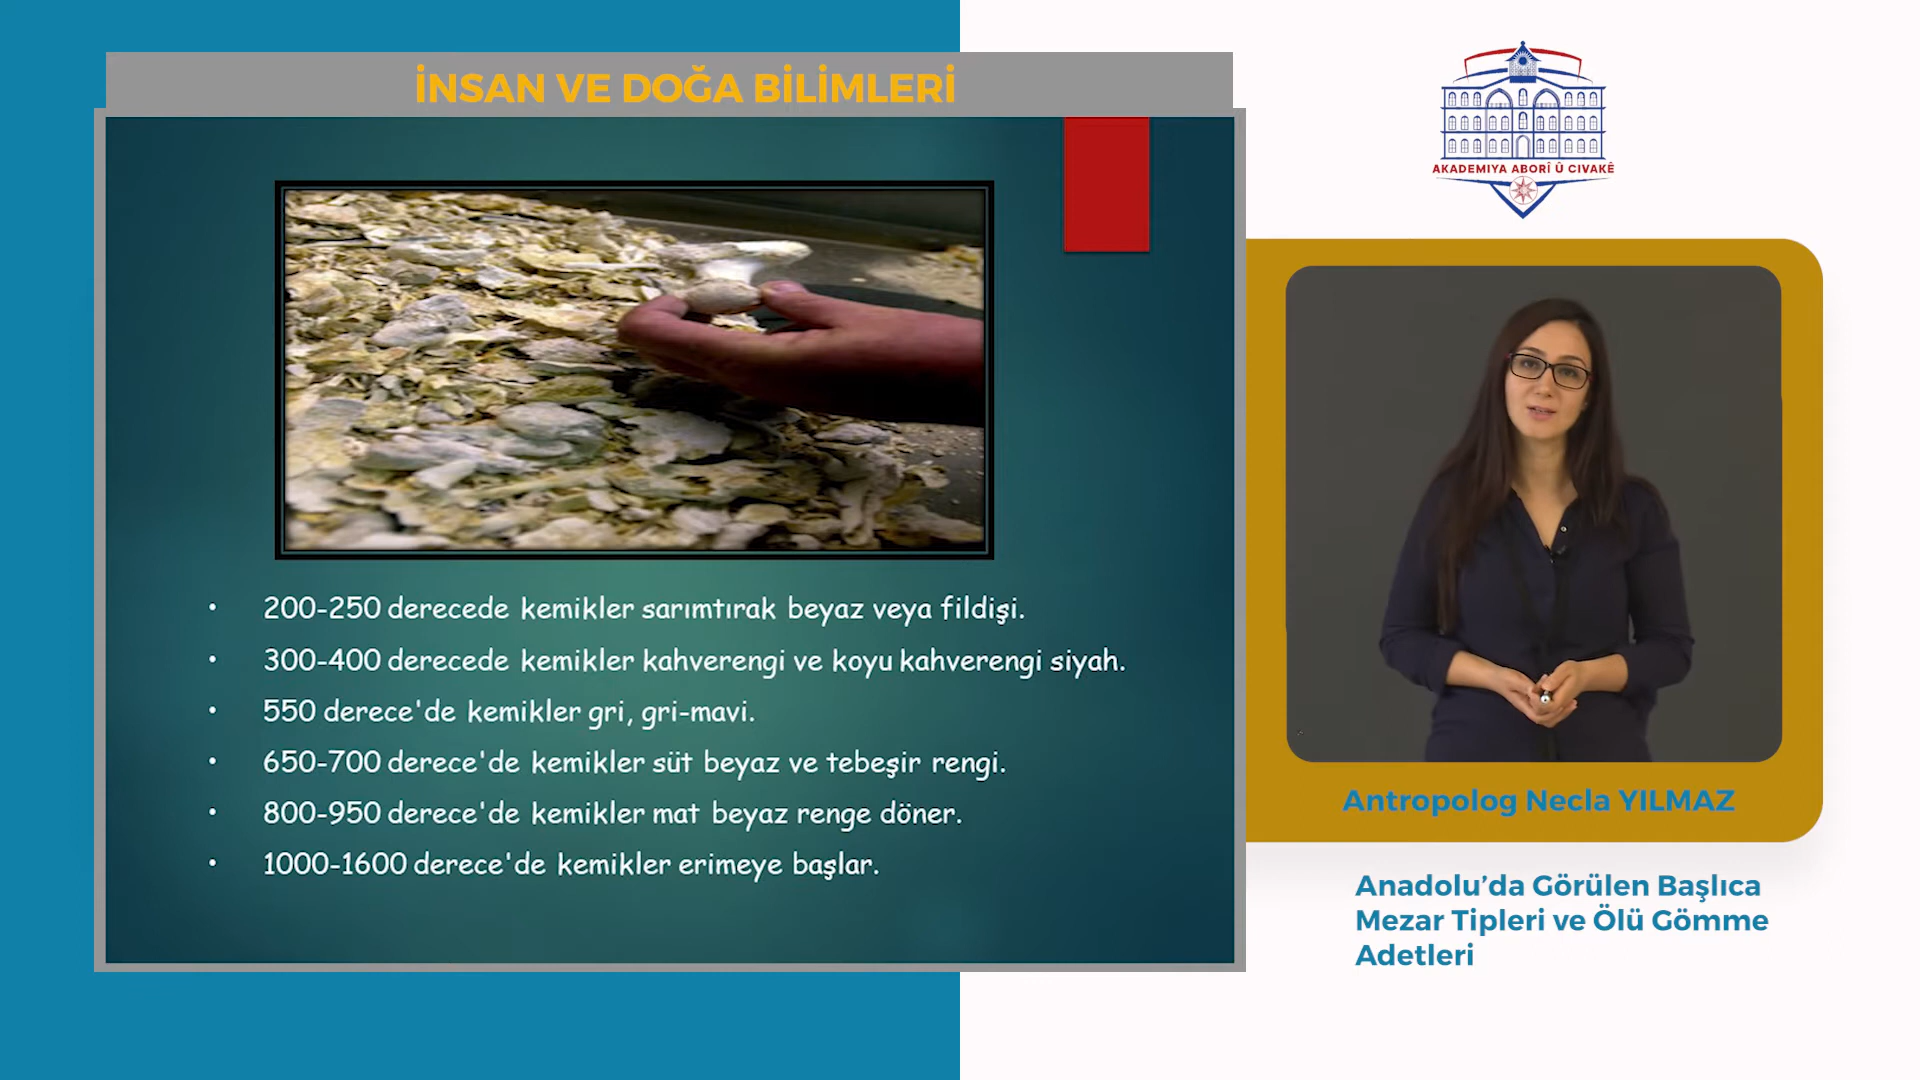 İNSAN VE DOĞA BİLİMLERİ
• 200-250 derecede kemikler sarımtırak beyaz veya fildişi.
• 300-400 derecede kemikler kahverengi ve koyu kahverengi siyah.
• 550 derece'de kemikler gri, gri-mavi.
• 650-700 derece'de kemikler süt beyaz ve tebeşir rengi.
• 800-950 derece'de kemikler mat beyaz renge döner.
• 1000-1600 derece'de kemikler erimeye başlar.
AKADEMIYA ABORÎ Û CIVAKÊ
Antropolog Necla YILMAZ
Anadolu’da Görülen Başlıca
Mezar Tipleri ve Ölü Gömme
Adetleri